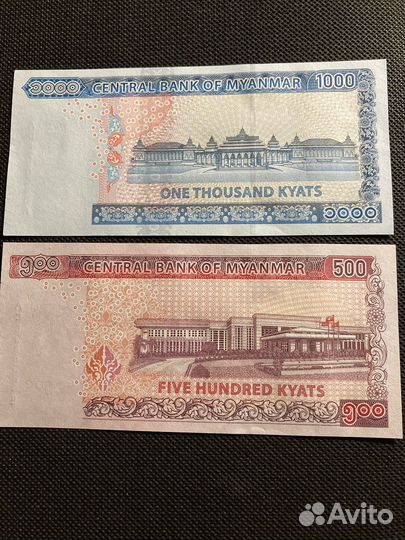 ၁၀၀၀ CENTRAL BANK OF MYANMAR 1000
ONE THOUSAND KYATS
၁၀၀၀
၅၀၀ CENTRAL BANK OF MYANMAR 500
FIVE HUNDRED KYATS
၅၀၀
Avito